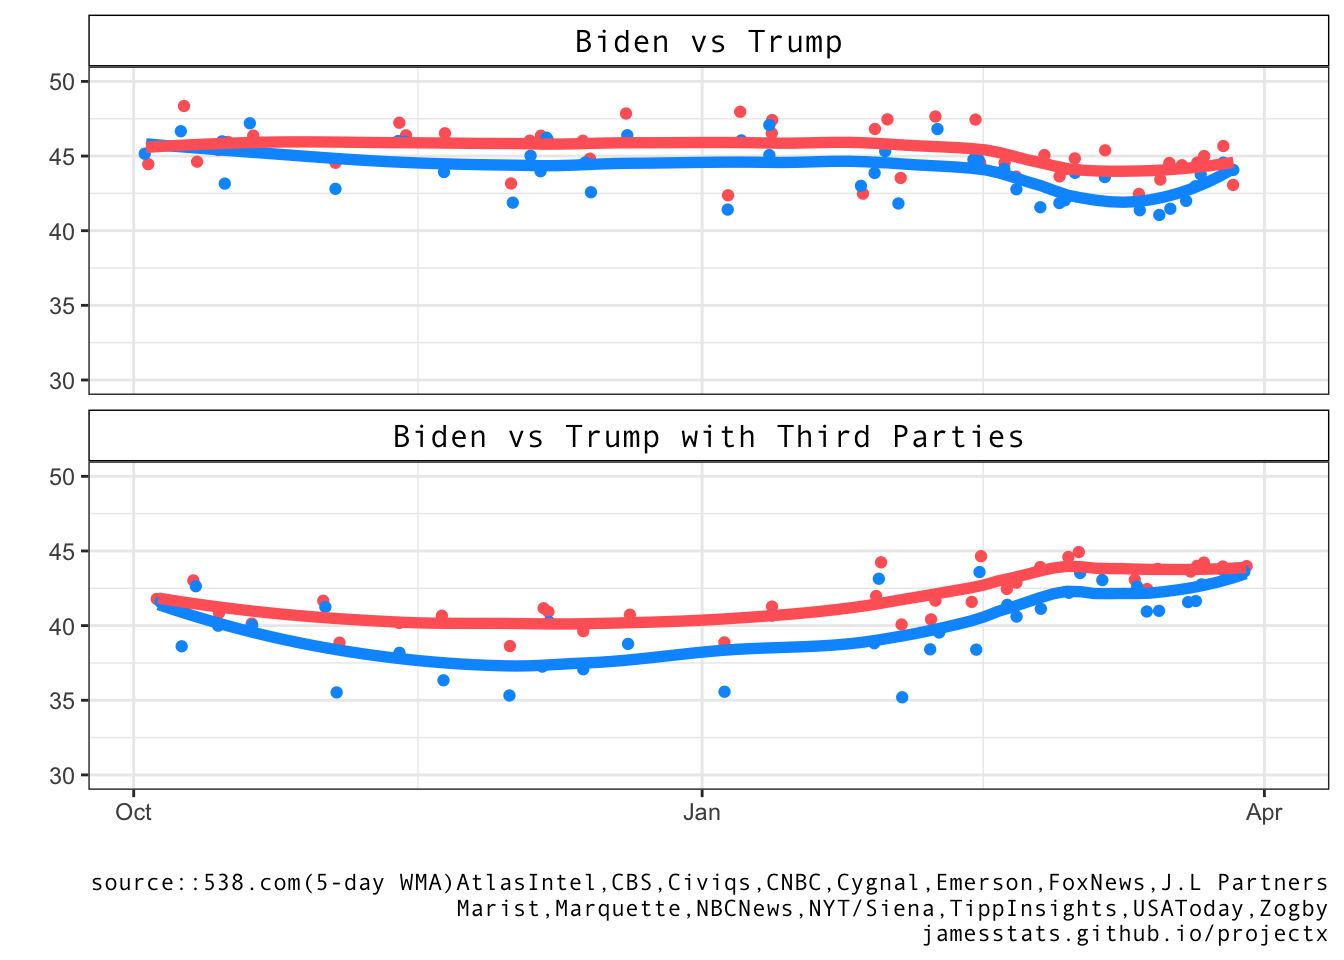 Biden vs Trump
50
45
40
35
30
Biden vs Trump with Third Parties
50
45
40
35
30
Oct Jan Apr
source::538.com(5-day WMA)AtlasIntel,CBS,Civiqs,CNBC,Cygnal,Emerson,FoxNews,J.L Partners
Marist,Marquette,NBCNews,NYT/Siena,TippInsights,USAToday,Zogby
jamesstats.github.io/projectx